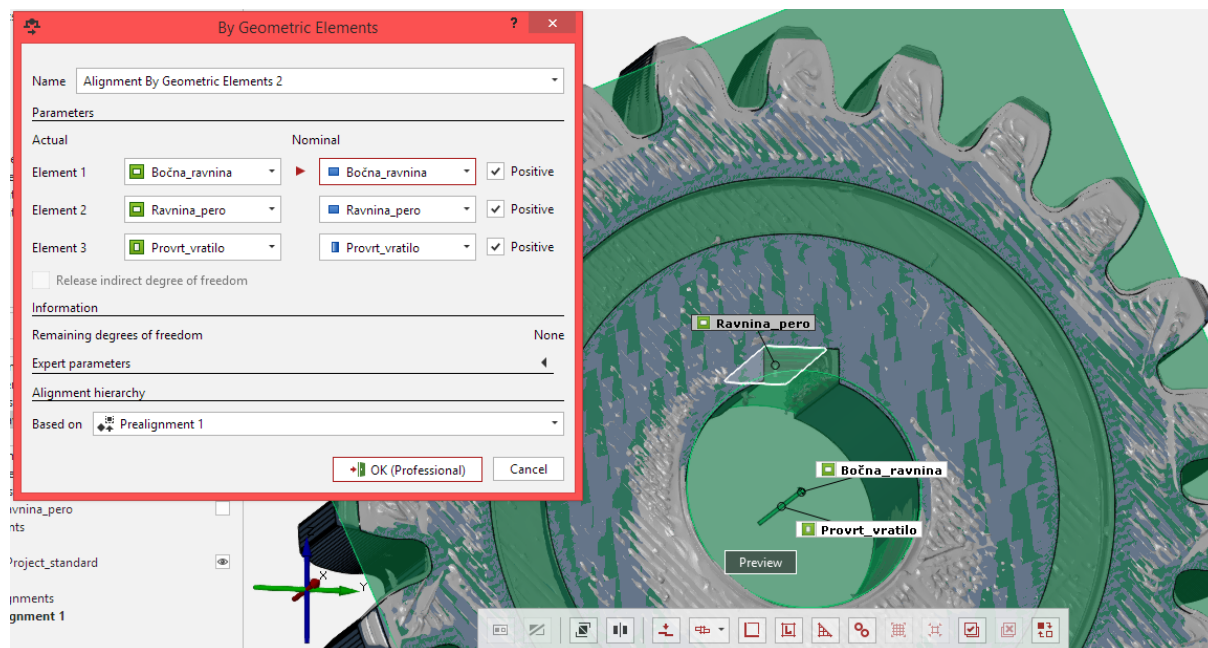 By Geometric Elements ? ×
Name Alignment By Geometric Elements 2
Parameters
Actual Nominal
Element 1 Bočna_ravnina Bočna_ravnina Positive
Element 2 Ravnina_pero Ravnina_pero Positive
Element 3 Provrt_vratilo Provrt_vratilo Positive
Release indirect degree of freedom
Information
Remaining degrees of freedom None
Expert parameters
Alignment hierarchy
Based on Prealignment 1
OK (Professional) Cancel
Ravnina_pero
Bočna_ravnina
Provrt_vratilo
Preview
X
Y
avnina_pero
nts
Project_standard
gnments
gnment 1